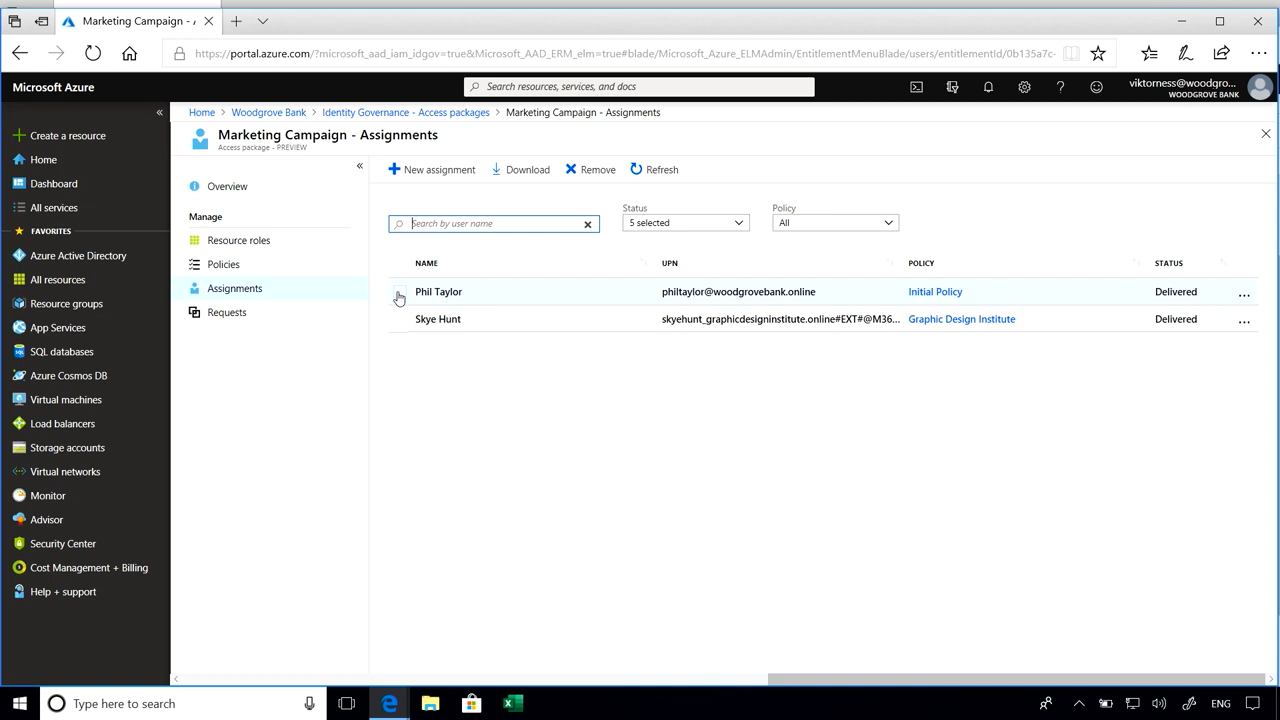 Marketing Campaign - A
https://portal.azure.com/?microsoft_aad_iam_idgov=true&Microsoft_AAD_ERM_elm=true#blade/Microsoft_Azure_ELMAdmin/EntitlementMenuBlade/users/entitlementId/0b135a7c-
Microsoft Azure
Search resources, services, and docs
viktorness@woodgro...
WOODGROVE BANK
Home > Woodgrove Bank > Identity Governance - Access packages > Marketing Campaign - Assignments
Marketing Campaign - Assignments
Access package - PREVIEW
Create a resource
Home
Dashboard
All services
FAVORITES
Azure Active Directory
All resources
Resource groups
App Services
SQL databases
Azure Cosmos DB
Virtual machines
Load balancers
Storage accounts
Virtual networks
Monitor
Advisor
Security Center
Cost Management + Billing
Help + support
Overview
Manage
Resource roles
Policies
Assignments
Requests
New assignment Download Remove Refresh
Status Policy
Search by user name 5 selected All
NAME UPN POLICY STATUS
Phil Taylor philtaylor@woodgrovebank.online Initial Policy Delivered ...
Skye Hunt skyehunt_graphicdesigninstitute.online#EXT#@M36... Graphic Design Institute Delivered ...
Type here to search ENG